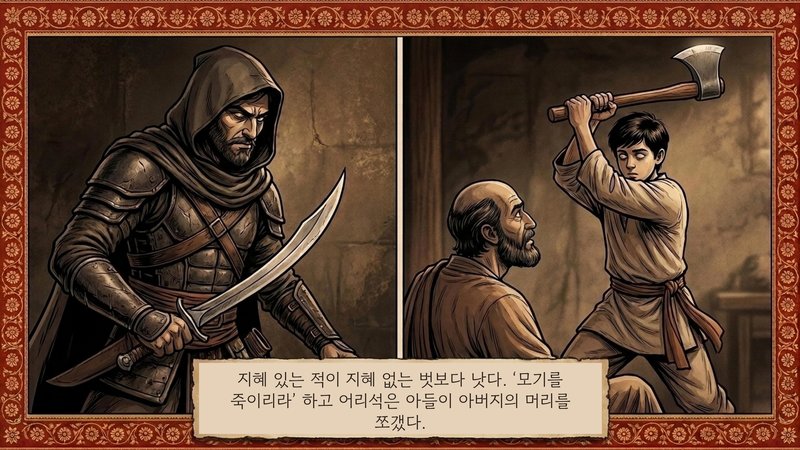 지혜 있는 적이 지혜 없는 벗보다 낫다. ‘모기를
죽이리라’ 하고 어리석은 아들이 아버지의 머리를
쪼갰다.